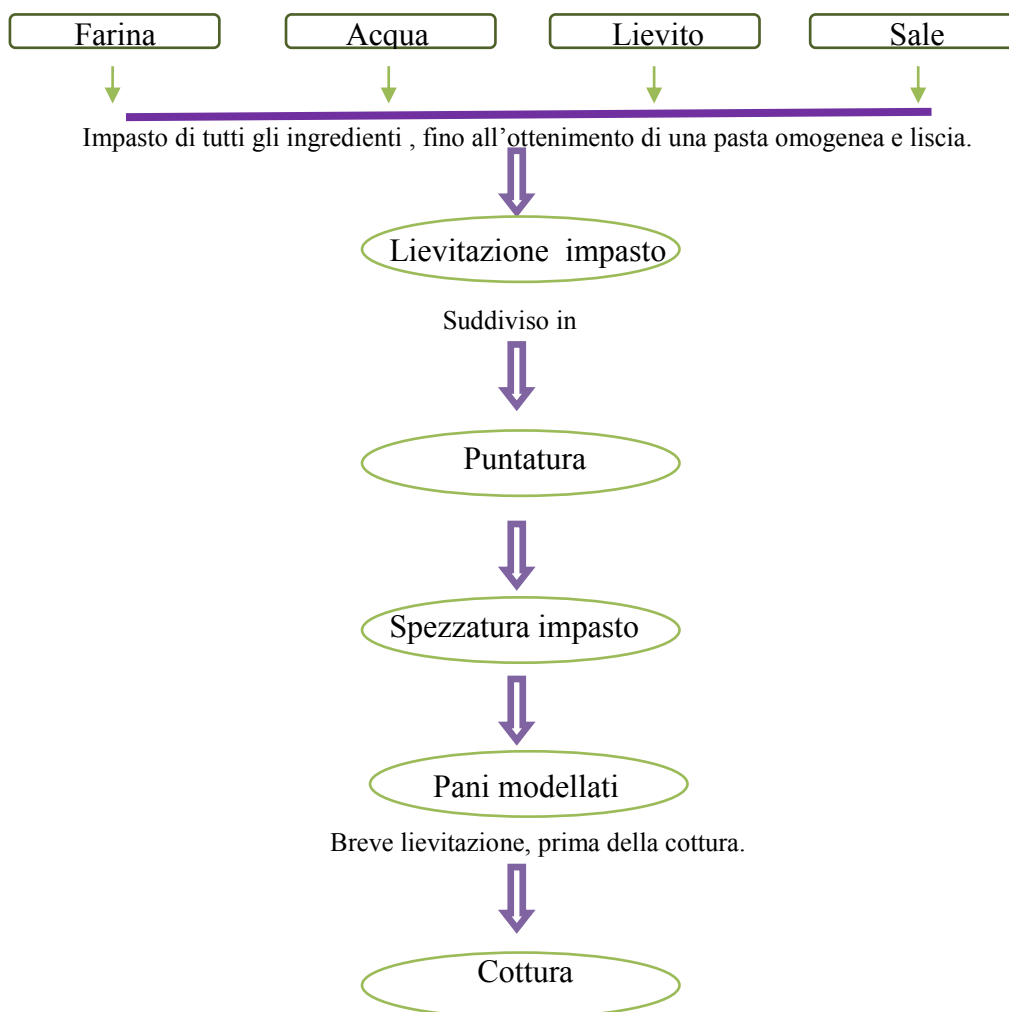 Farina Acqua Lievito Sale
Impasto di tutti gli ingredienti , fino all’ottenimento di una pasta omogenea e liscia.
Lievitazione impasto
Suddiviso in
Puntatura
Spezzatura impasto
Pani modellati
Breve lievitazione, prima della cottura.
Cottura